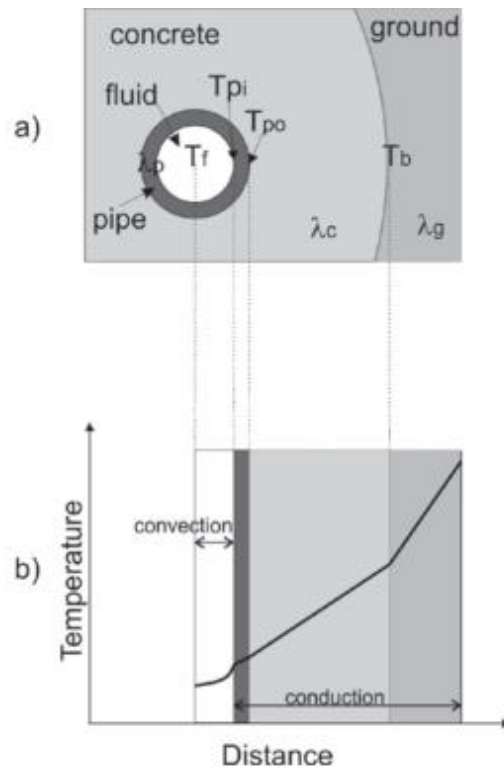 concrete
ground
a)
fluid
Tpi
Tpo
λp
Tf
Tb
pipe
λc
λg
Temperature
convection
b)
conduction
Distance